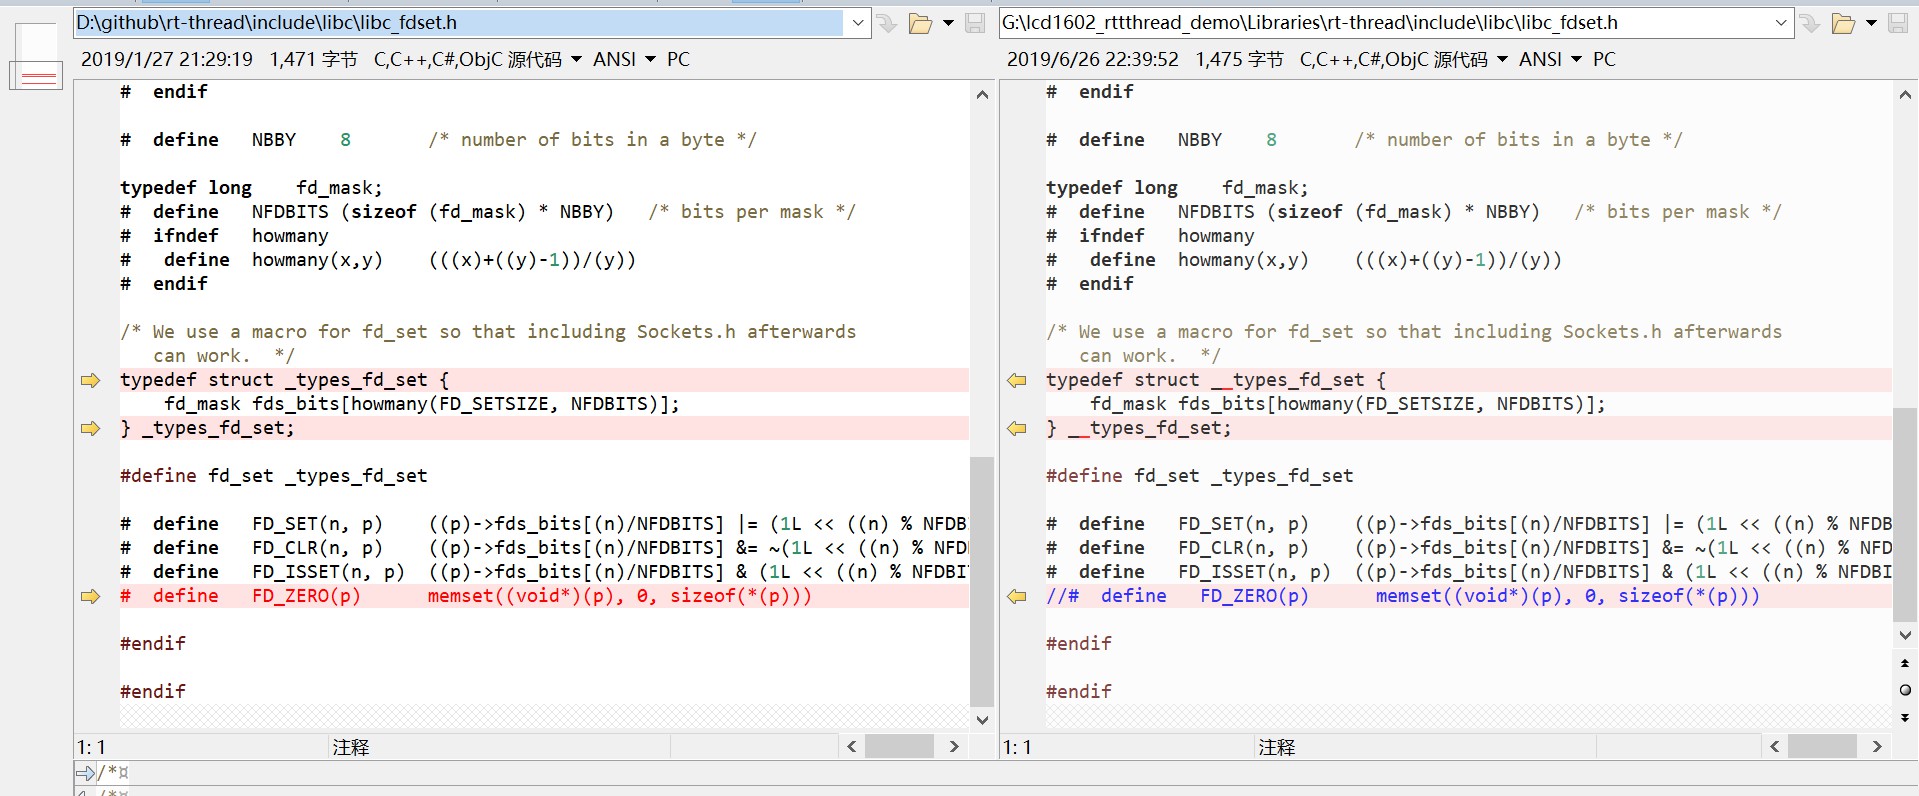 D:\github\rt-thread\include\libc\libc_fdset.h
2019/1/27 21:29:19 1,471 字节 C,C++,C#,ObjC 源代码 ANSI PC
# endif
# define NBBY 8 /* number of bits in a byte */
typedef long fd_mask;
# define NFDBITS (sizeof (fd_mask) * NBBY) /* bits per mask */
# ifndef howmany
# define howmany(x,y) (((x)+((y)-1))/(y))
# endif
/* We use a macro for fd_set so that including Sockets.h afterwards
can work. */
typedef struct _types_fd_set {
fd_mask fds_bits[howmany(FD_SETSIZE, NFDBITS)];
} _types_fd_set;
#define fd_set _types_fd_set
# define FD_SET(n, p) ((p)->fds_bits[(n)/NFDBITS] |= (1L << ((n) % NFDB
# define FD_CLR(n, p) ((p)->fds_bits[(n)/NFDBITS] &= ~(1L << ((n) % NFD
# define FD_ISSET(n, p) ((p)->fds_bits[(n)/NFDBITS] & (1L << ((n) % NFDBI
# define FD_ZERO(p) memset((void*)(p), 0, sizeof(*(p)))
#endif
#endif
1: 1 注释
G:\lcd1602_rttthread_demo\Libraries\rt-thread\include\libc\libc_fdset.h
2019/6/26 22:39:52 1,475 字节 C,C++,C#,ObjC 源代码 ANSI PC
# endif
# define NBBY 8 /* number of bits in a byte */
typedef long fd_mask;
# define NFDBITS (sizeof (fd_mask) * NBBY) /* bits per mask */
# ifndef howmany
# define howmany(x,y) (((x)+((y)-1))/(y))
# endif
/* We use a macro for fd_set so that including Sockets.h afterwards
can work. */
typedef struct __types_fd_set {
fd_mask fds_bits[howmany(FD_SETSIZE, NFDBITS)];
} __types_fd_set;
#define fd_set _types_fd_set
# define FD_SET(n, p) ((p)->fds_bits[(n)/NFDBITS] |= (1L << ((n) % NFDB
# define FD_CLR(n, p) ((p)->fds_bits[(n)/NFDBITS] &= ~(1L << ((n) % NFD
# define FD_ISSET(n, p) ((p)->fds_bits[(n)/NFDBITS] & (1L << ((n) % NFDBI
//# define FD_ZERO(p) memset((void*)(p), 0, sizeof(*(p)))
#endif
#endif
1: 1 注释
/*¤